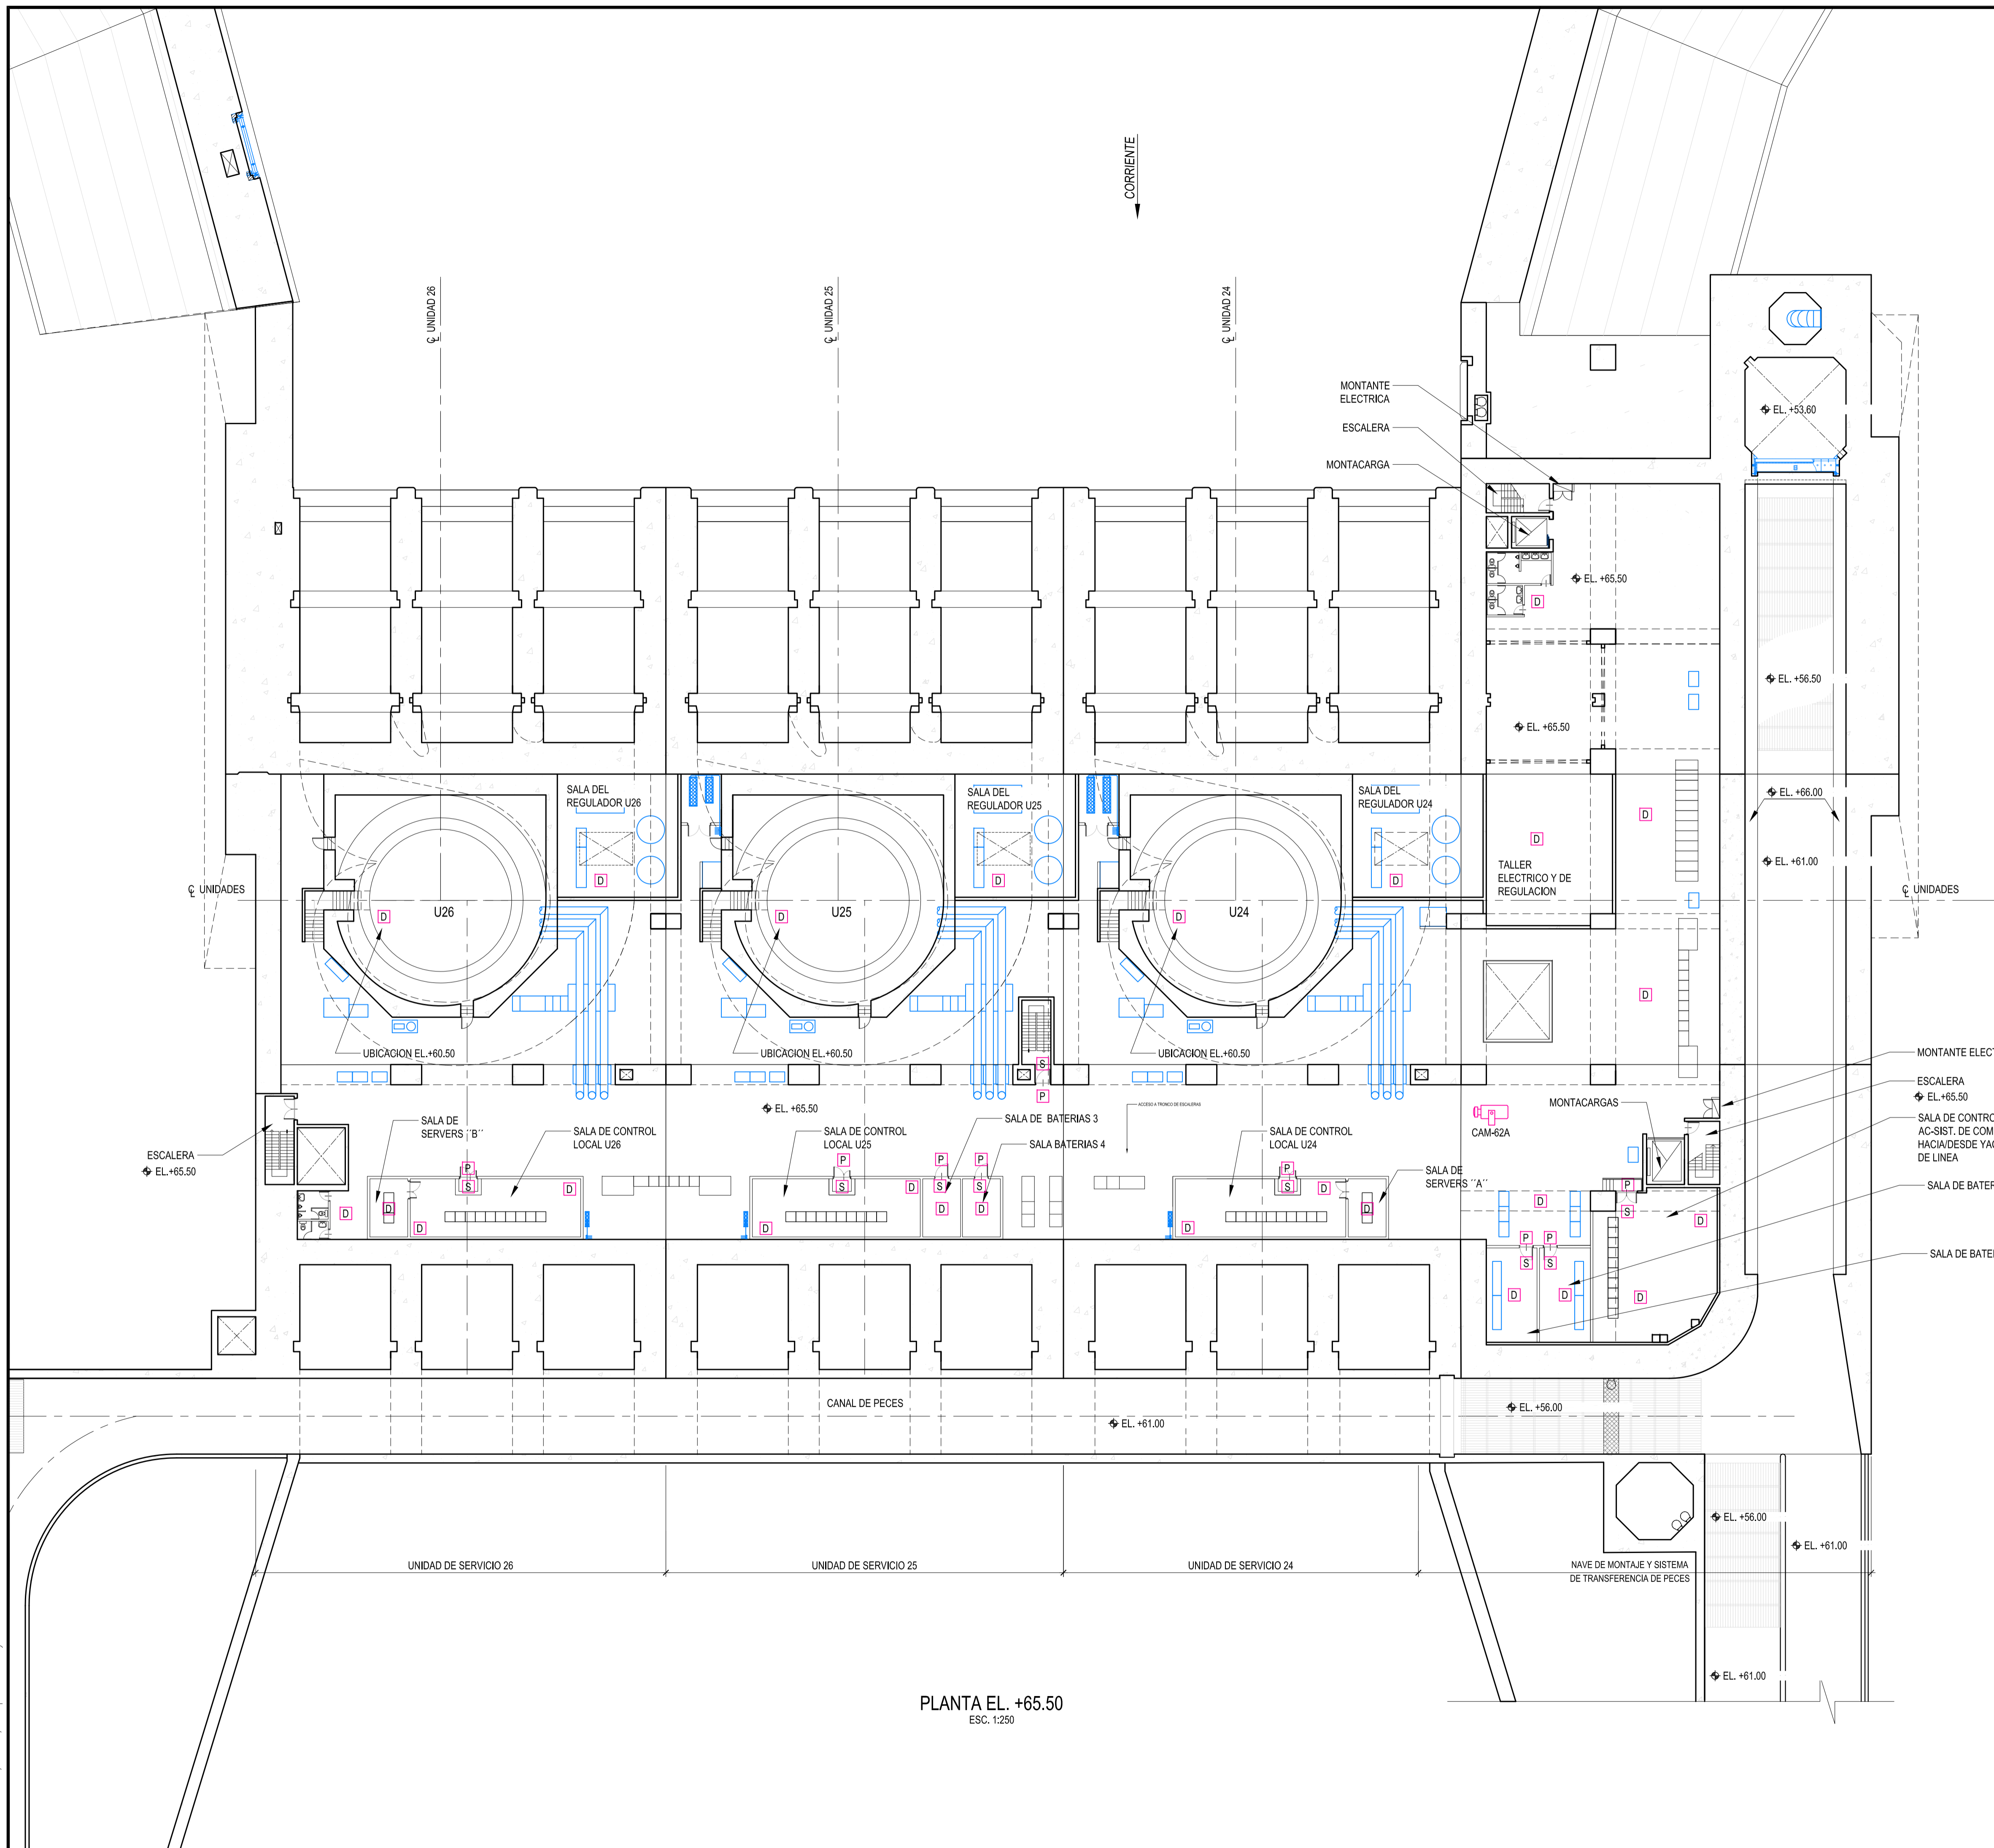 CORRIENTE
℄ UNIDAD 26
℄ UNIDAD 25
℄ UNIDAD 24
MONTANTE
ELECTRICA
ESCALERA
MONTACARGA
EL. +53.60
EL. +65.50
D
EL. +56.50
EL. +65.50
SALA DEL
REGULADOR U26
SALA DEL
REGULADOR U25
SALA DEL
REGULADOR U24
EL. +66.00
D
D
TALLER
ELECTRICO Y DE
REGULACION
EL. +61.00
D
D
D
℄ UNIDADES
℄ UNIDADES
U26
U25
U24
D
D
D
D
UBICACION EL.+60.50
UBICACION EL.+60.50
UBICACION EL.+60.50
S
P
MONTANTE ELECT
ESCALERA
EL.+65.50
MONTACARGAS
SALA DE CONTRO
AC-SIST. DE COM
HACIA/DESDE YAC
DE LINEA
SALA DE BATER
SALA DE BATE
CAM-62A
EL. +65.50
ACCESO A TRONCO DE ESCALERAS
SALA DE
SERVERS ´´B´´
SALA DE CONTROL
LOCAL U26
SALA DE CONTROL
LOCAL U25
SALA DE  BATERIAS 3
SALA BATERIAS 4
SALA DE CONTROL
LOCAL U24
SALA DE
SERVERS ´´A´´
ESCALERA
EL.+65.50
P
P
P
P
P
P
S
S
S
S
S
S
D
D
D
D
D
D
D
D
D
D
D
D
D
D
P
P
S
S
D
D
D
CANAL DE PECES
EL. +61.00
EL. +56.00
EL. +56.00
EL. +61.00
UNIDAD DE SERVICIO 26
UNIDAD DE SERVICIO 25
UNIDAD DE SERVICIO 24
NAVE DE MONTAJE Y SISTEMA
DE TRANSFERENCIA DE PECES
EL. +61.00
PLANTA EL. +65.50
ESC. 1:250